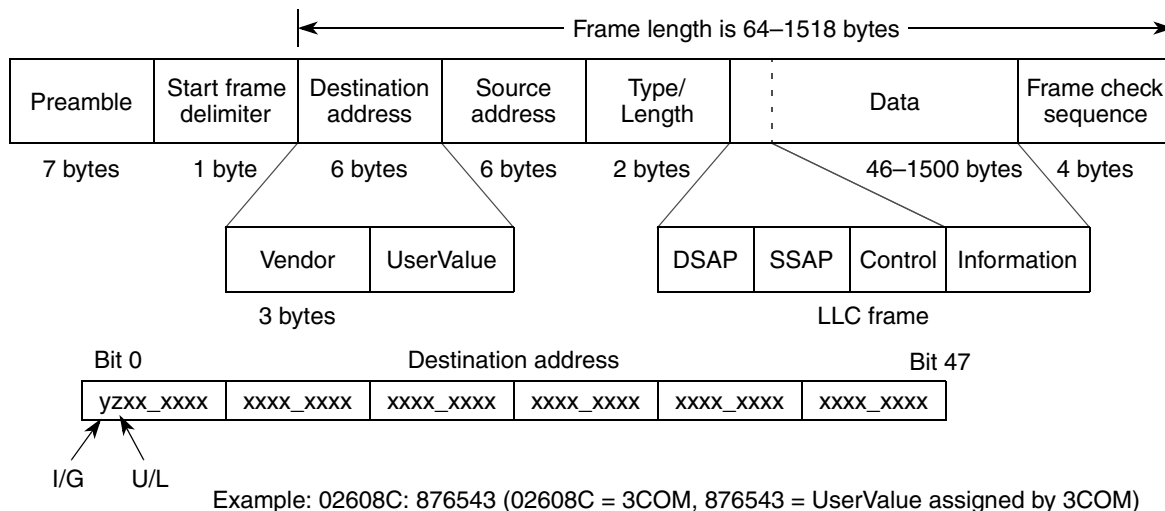 Frame length is 64–1518 bytes
Preamble
Start frame
delimiter
Destination
address
Source
address
Type/
Length
Data
Frame check
sequence
7 bytes
1 byte
6 bytes
6 bytes
2 bytes
46–1500 bytes
4 bytes
Vendor
UserValue
DSAP
SSAP
Control
Information
3 bytes
LLC frame
Bit 0
Destination address
Bit 47
yzxx_xxxx
xxxx_xxxx
xxxx_xxxx
xxxx_xxxx
xxxx_xxxx
xxxx_xxxx
I/G
U/L
Example: 02608C: 876543 (02608C = 3COM, 876543 = UserValue assigned by 3COM)